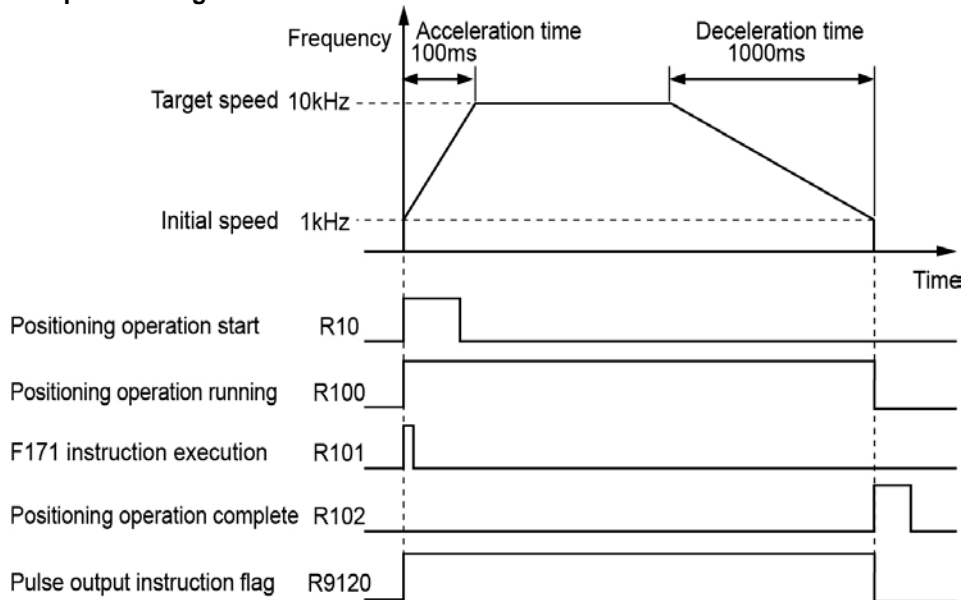 Frequency
Acceleration time
100ms
Deceleration time
1000ms
Target speed 10kHz
Initial speed 1kHz
Time
Positioning operation start R10
Positioning operation running R100
F171 instruction execution R101
Positioning operation complete R102
Pulse output instruction flag R9120